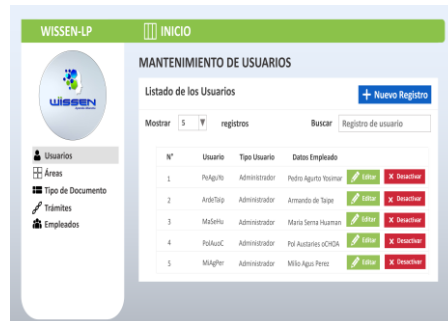 WISSEN-LP
INICIO
MANTENIMIENTO DE USUARIOS
wissen
Listado de los Usuarios
+ Nuevo Registro
Mostrar 5 registros Buscar Registro de usuario
N° Usuario Tipo Usuario Datos Empleado
1 PeAguYo Administrador Pedro Agurto Yosimar Editar X Desactivar
2 ArdeTaip Administrador Armando de Taipe Editar X Desactivar
3 MaSeHu Administrador Maria Serna Huaman Editar X Desactivar
4 PolAusC Administrador Pol Austaries oCHOA Editar X Desactivar
5 MiAgPer Administrador Milio Agus Perez Editar X Desactivar
Usuarios
Áreas
Tipo de Documento
Trámites
Empleados